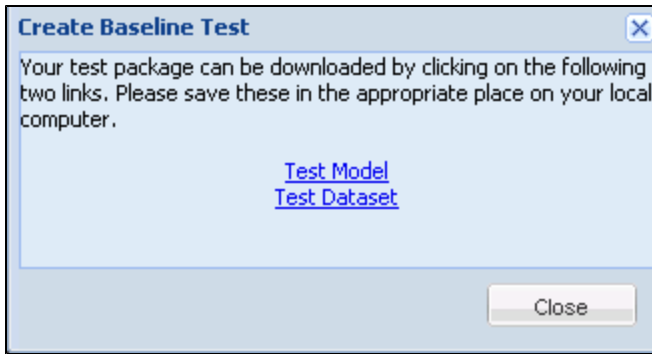 Create Baseline Test
Your test package can be downloaded by clicking on the following
two links. Please save these in the appropriate place on your local
computer.
Test Model
Test Dataset
Close